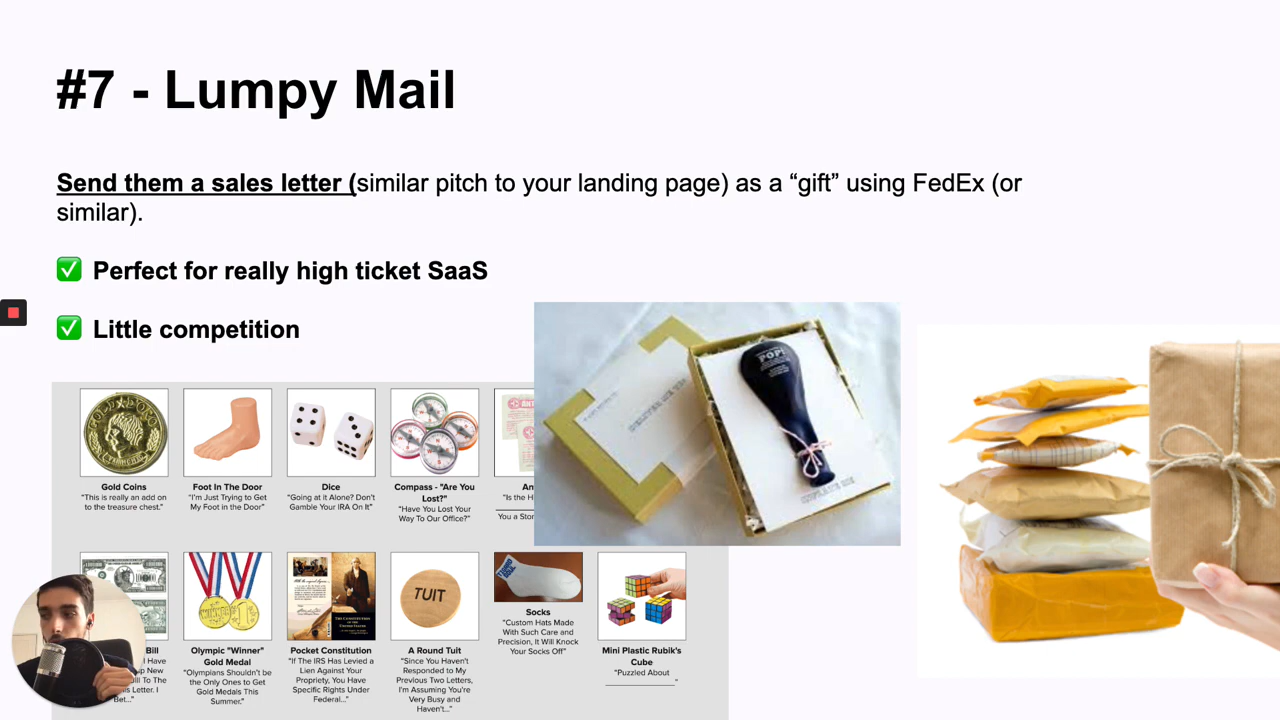 #7 - Lumpy Mail
Send them a sales letter (similar pitch to your landing page) as a “gift” using FedEx (or
similar).
✅ Perfect for really high ticket SaaS
✅ Little competition
POP!
Gold Coins
“This is really an add on
to the treasure chest.”
Foot In The Door
“I'm Just Trying to Get
My Foot in the Door”
Dice
“Going at it Alone? Don't
Gamble Your IRA On It”
Compass - "Are You
Lost?"
“Have You Lost Your
Way To Our Office?”
An
“Is the H
You a Stor
Bill
I Have
up New
Bill To The
is Letter. I
Bet...”
Olympic "Winner"
Gold Medal
“Olympians Shouldn't be
the Only Ones to Get
Gold Medals This
Summer.”
Pocket Constitution
“If The IRS Has Levied a
Lien Against Your
Propriety, You Have
Specific Rights Under
Federal...”
TUIT
A Round Tuit
“Since You Haven't
Responded to My
Previous Two Letters,
I'm Assuming You're
Very Busy and
Haven't...”
Socks
“Custom Hats Made
With Such Care and
Precision, It Will Knock
Your Socks Off”
Mini Plastic Rubik's
Cube
“Puzzled About
”